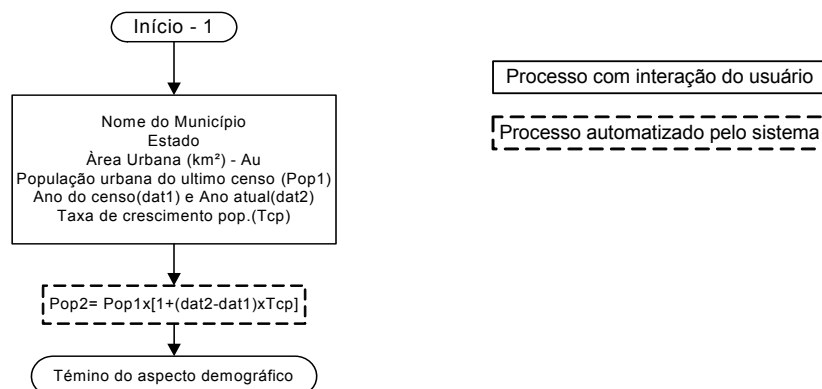 Início - 1
Nome do Município
Estado
Àrea Urbana (km²) - Au
População urbana do ultimo censo (Pop1)
Ano do censo(dat1) e Ano atual(dat2)
Taxa de crescimento pop.(Tcp)
Pop2= Pop1x[1+(dat2-dat1)xTcp]
Témino do aspecto demográfico
Processo com interação do usuário
Processo automatizado pelo sistema